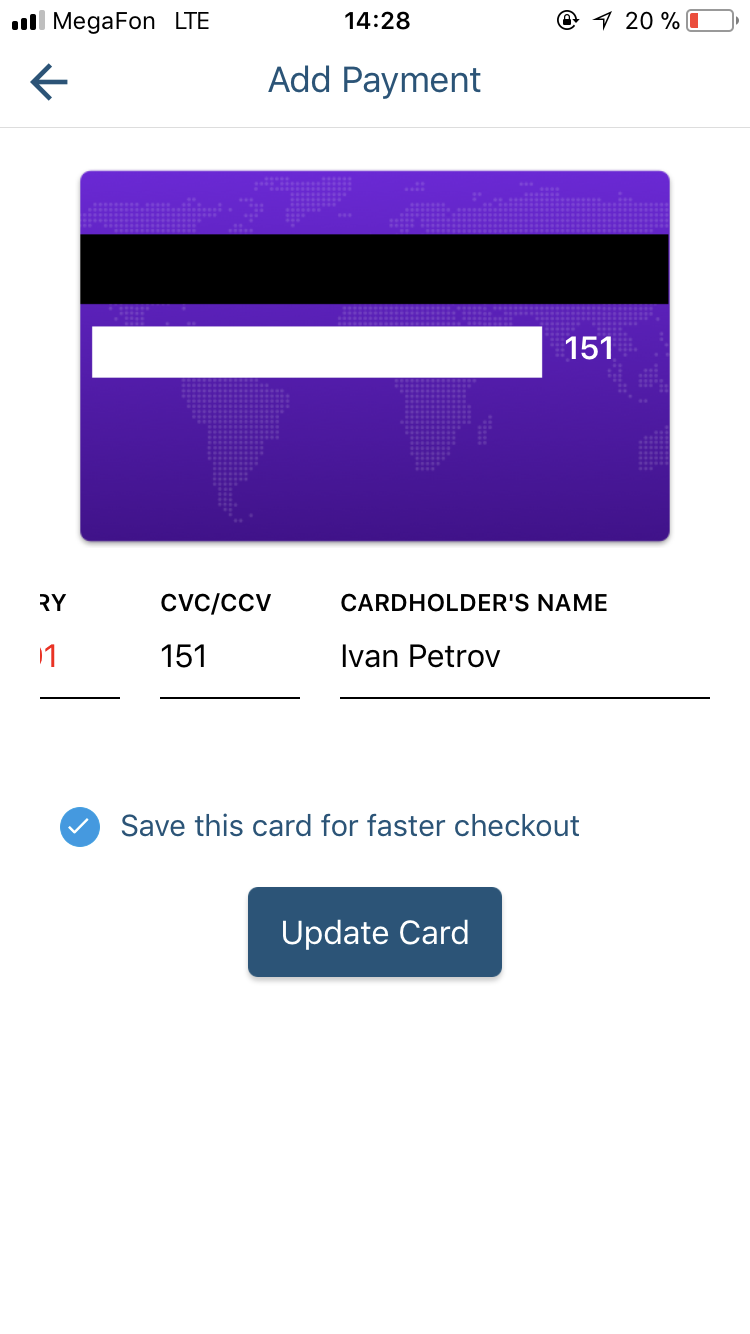 MegaFon LTE 14:28 20 %
Add Payment
151
RY CVC/CCV CARDHOLDER'S NAME
1 151 Ivan Petrov
Save this card for faster checkout
Update Card